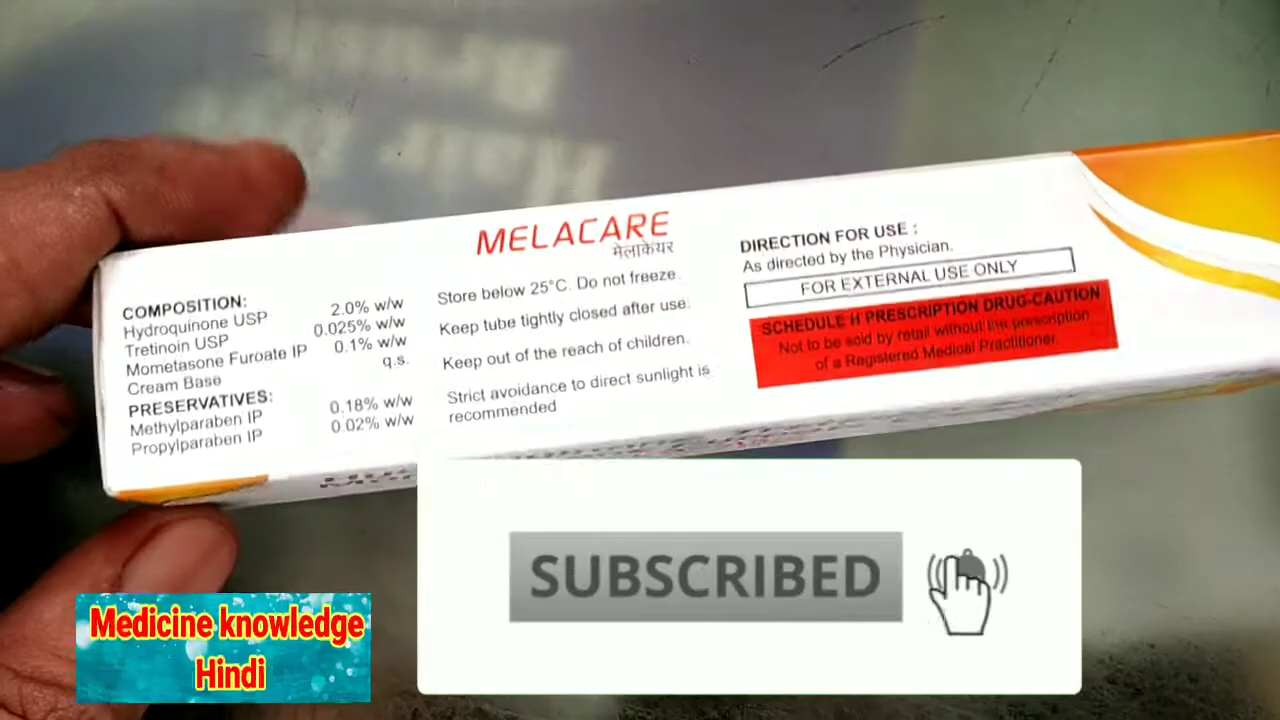 MELACARE
मेलाकेयर
COMPOSITION:
Hydroquinone USP 2.0% w/w
Tretinoin USP 0.025% w/w
Mometasone Furoate IP 0.1% w/w
Cream Base q.s.
PRESERVATIVES:
Methylparaben IP 0.18% w/w
Propylparaben IP 0.02% w/w
Store below 25°C. Do not freeze.
Keep tube tightly closed after use.
Keep out of the reach of children.
Strict avoidance to direct sunlight is
recommended
DIRECTION FOR USE :
As directed by the Physician.
FOR EXTERNAL USE ONLY
SCHEDULE H PRESCRIPTION DRUG-CAUTION
Not to be sold by retail without the prescription
of a Registered Medical Practitioner.
SUBSCRIBED
Medicine knowledge
Hindi